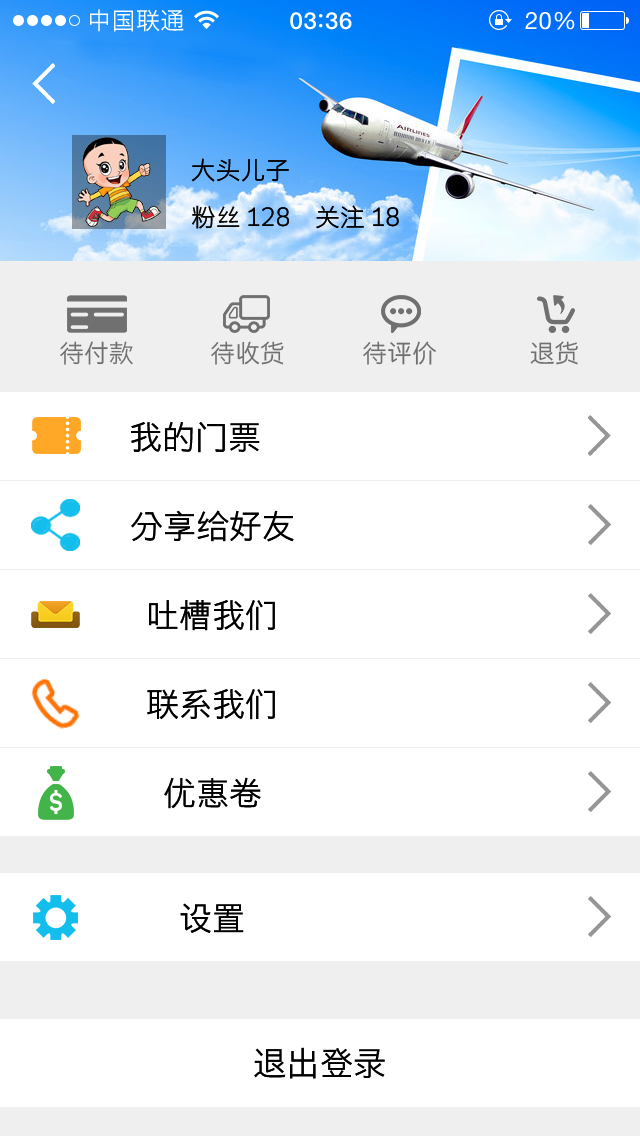 中国联通 03:36 20%
AIRLINES
大头儿子
粉丝 128 关注 18
待付款 待收货 待评价 退货
我的门票
分享给好友
吐槽我们
联系我们
$
优惠卷
设置
退出登录